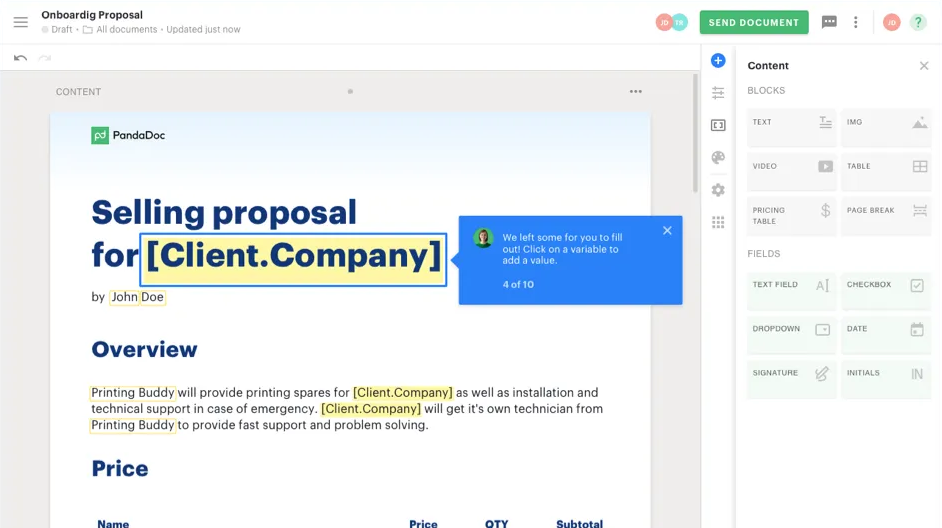 Onboardig Proposal
Draft • All documents • Updated just now
JD TR
SEND DOCUMENT
JD ?
CONTENT
pd PandaDoc
Selling proposal
for [Client.Company]
by John Doe
We left some for you to fill
out! Click on a variable to
add a value.
4 of 10
Overview
Printing Buddy will provide printing spares for [Client.Company] as well as installation and
technical support in case of emergency. [Client.Company] will get it's own technician from
Printing Buddy to provide fast support and problem solving.
Price
Name Price QTY Subtotal
Content
BLOCKS
TEXT IMG
VIDEO TABLE
PRICING
TABLE
PAGE BREAK
FIELDS
TEXT FIELD CHECKBOX
DROPDOWN DATE
SIGNATURE INITIALS